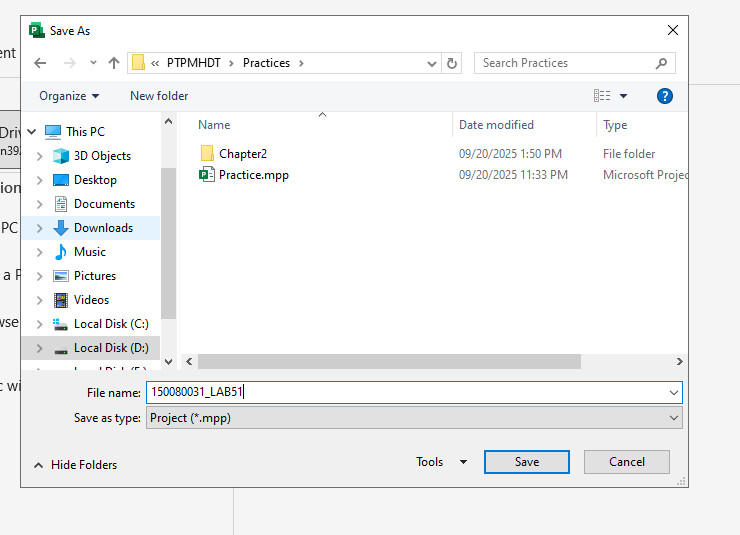 Save As
ent
PTPMHDT
Practices
Search Practices
Organize
New folder
This PC
3D Objects
Desktop
Documents
Downloads
Music
Pictures
Videos
Local Disk (C:)
Local Disk (D:)
Name
Date modified
Type
Chapter2
09/20/2025 1:50 PM
File folder
Practice.mpp
09/20/2025 11:33 PM
Microsoft Projec
Driv
n39
ion
PC
a P
wse
c wi
File name:
150080031_LAB51
Save as type:
Project (*.mpp)
Hide Folders
Tools
Save
Cancel